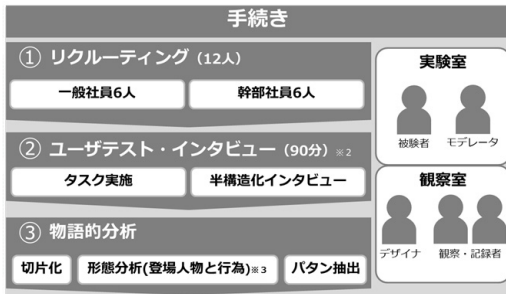 手続き
① リクルーティング（12人）
一般社員6人
幹部社員6人
② ユーザテスト・インタビュー（90分）※2
タスク実施
半構造化インタビュー
③ 物語的分析
切片化
形態分析(登場人物と行為)※3
パタン抽出
実験室
被験者
モデレータ
観察室
デザイナ
観察・記録者